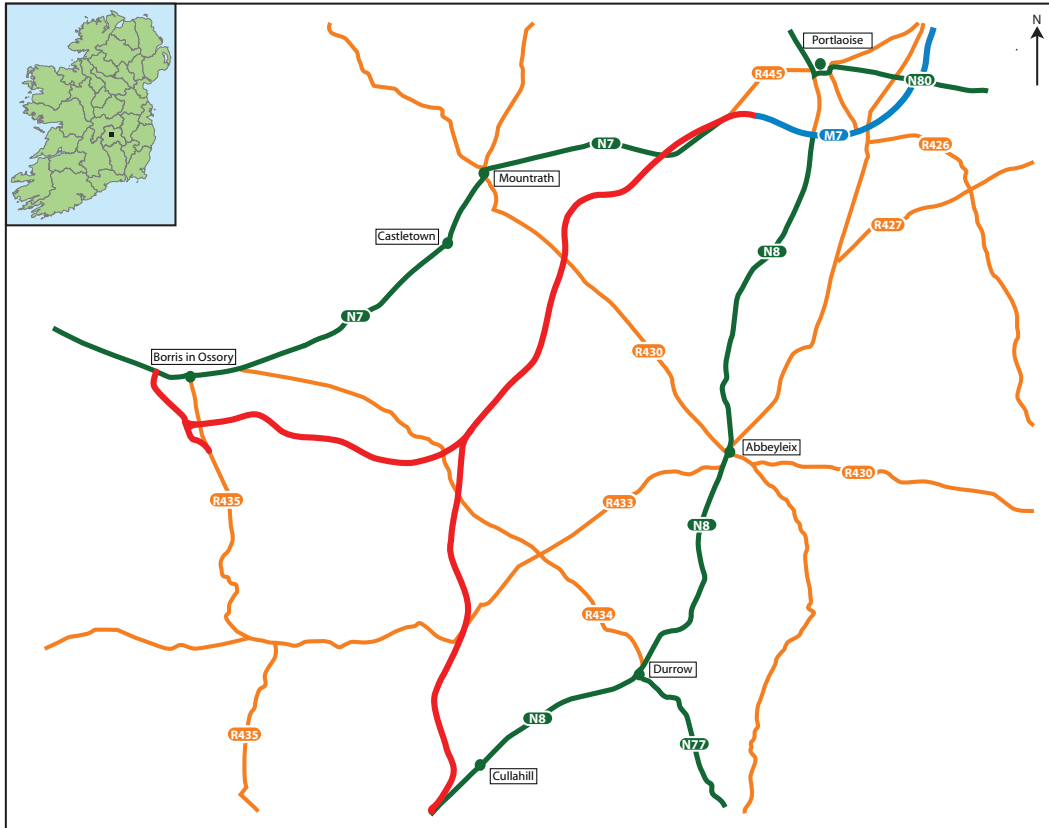 N
Portlaoise
R445
N80
M7
N7
R426
Mountrath
R427
Castletown
N8
N7
R430
Borris in Ossory
Abbeyleix
R430
R435
R433
N8
R434
Durrow
N8
R435
N77
Cullahill